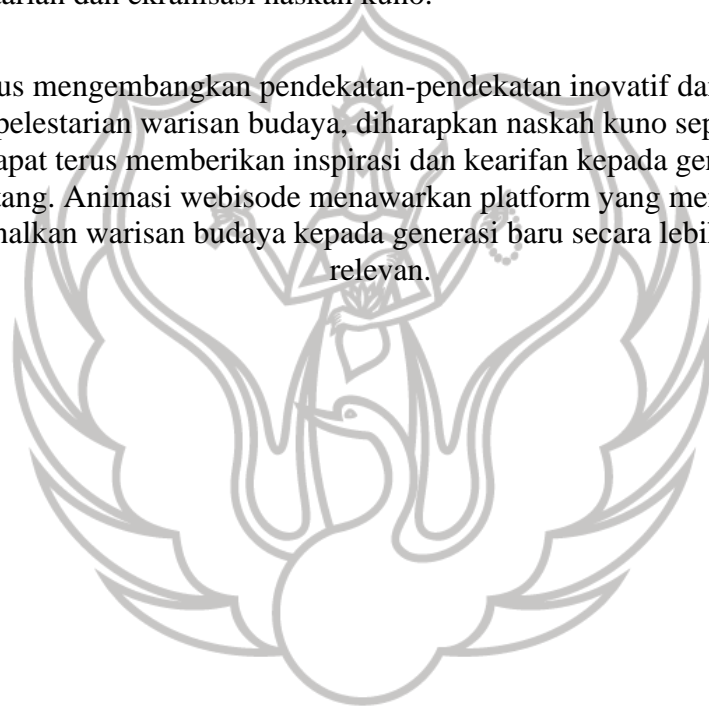 arian dan ekranisasi naskah kuno.
us mengembangkan pendekatan-pendekatan inovatif da
pelestarian warisan budaya, diharapkan naskah kuno sep
apat terus memberikan inspirasi dan kearifan kepada ge
tang. Animasi webisode menawarkan platform yang me
nalkan warisan budaya kepada generasi baru secara lebi
relevan.